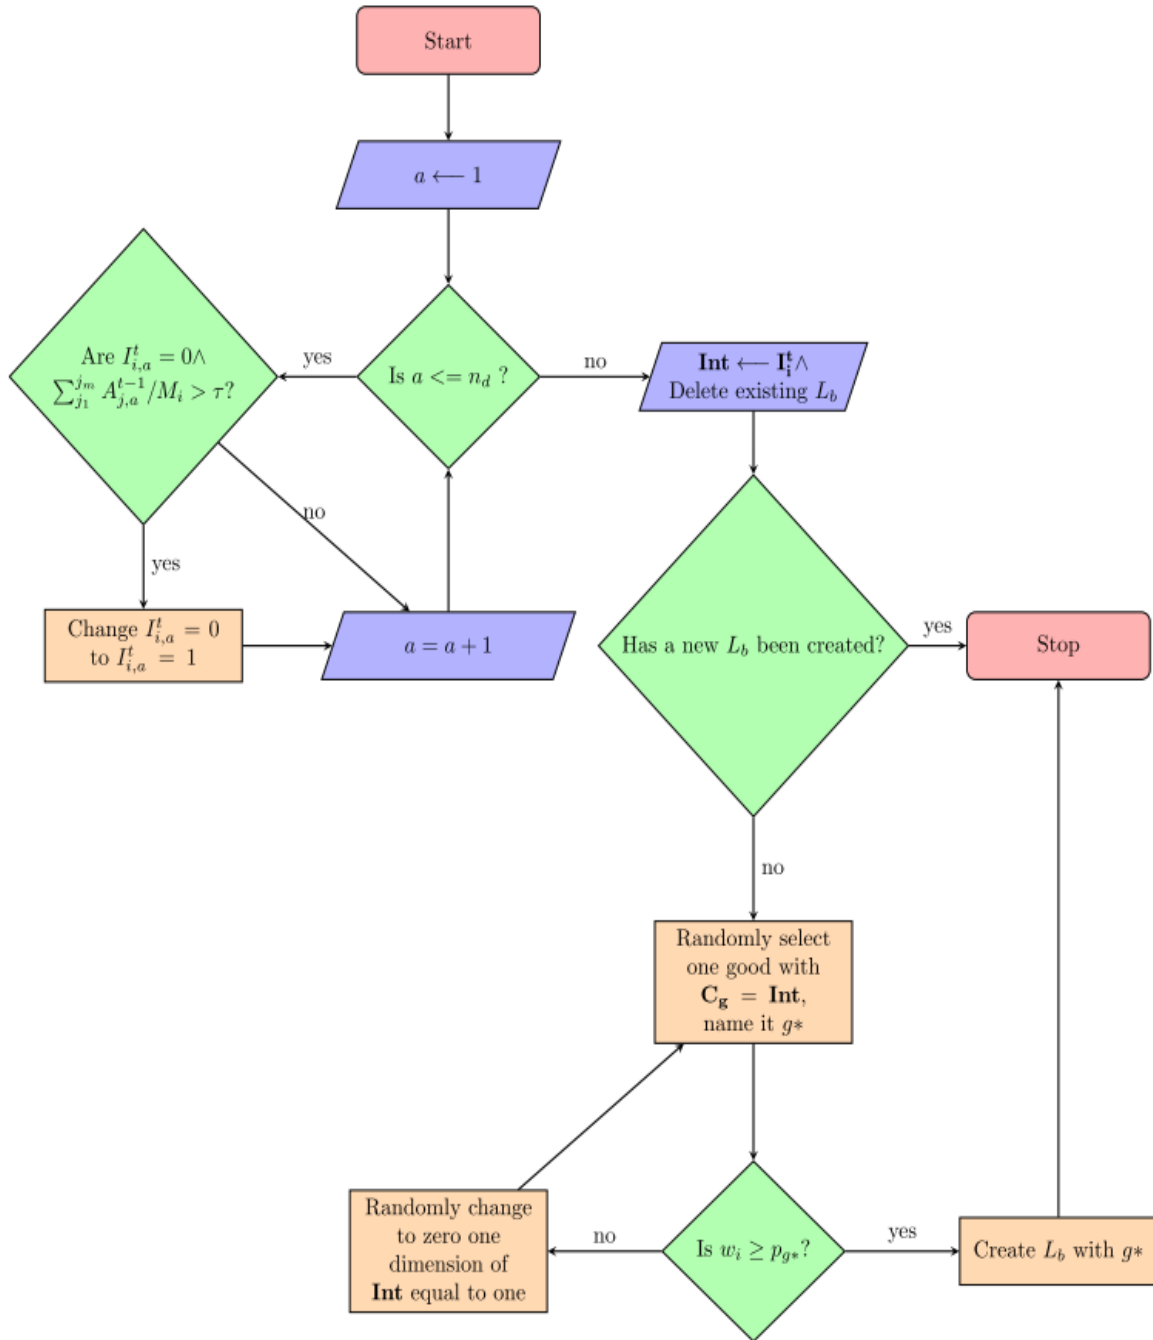 Start
a ⟵ 1
Are I^t_{i,a} = 0∧
∑^{j_m}_{j_1} A^{t−1}_{j,a}/M_i > τ?
yes
Is a <= n_d ?
no
Int ⟵ I^t_i ∧
Delete existing L_b
no
yes
Change I^t_{i,a} = 0
to I^t_{i,a} = 1
a = a + 1
Has a new L_b been created?
yes
Stop
no
Randomly select
one good with
C_g = Int,
name it g∗
Randomly change
to zero one
dimension of
Int equal to one
no
Is w_i ≥ p_{g∗}?
yes
Create L_b with g∗